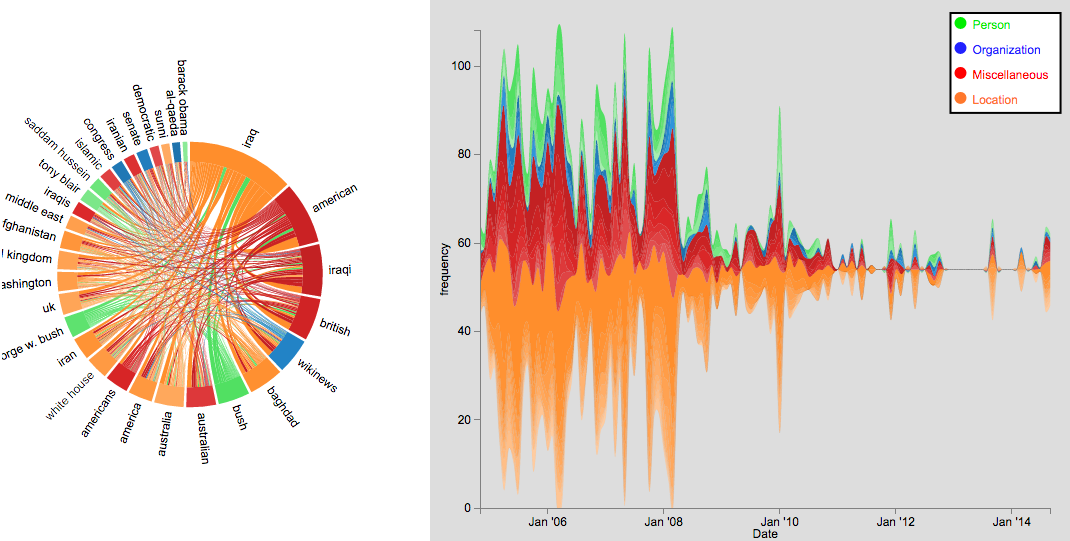 barack obama
al-qaeda
sunni
democratic
senate
iranian
congress
islamic
saddam hussein
tony blair
iraqis
middle east
fghanistan
kingdom
ashington
uk
orge w. bush
iran
white house
americans
america
australia
australian
bush
baghdad
wikinews
british
iraqi
american
iraq
Person
Organization
Miscellaneous
Location
frequency
100
80
60
40
20
0
Jan '06
Jan '08
Jan '10
Jan '12
Jan '14
Date